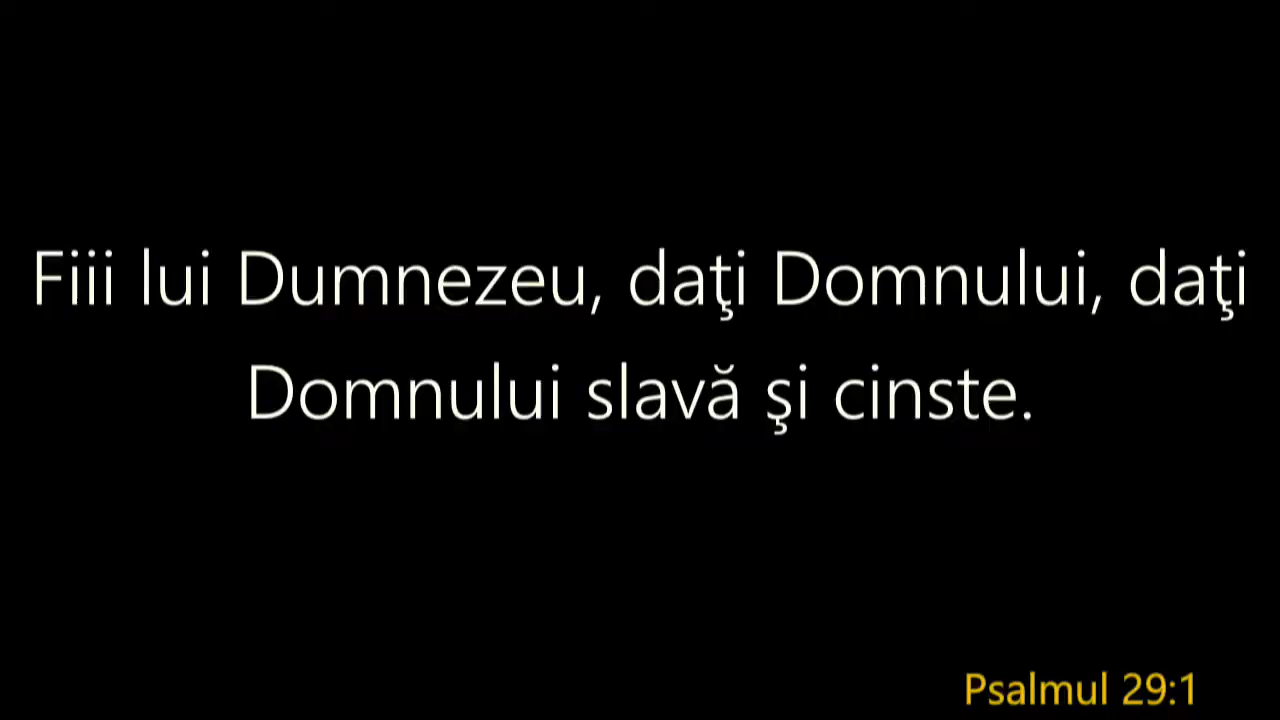 Fiii lui Dumnezeu, daţi Domnului, daţi
Domnului slavă şi cinste.
Psalmul 29:1